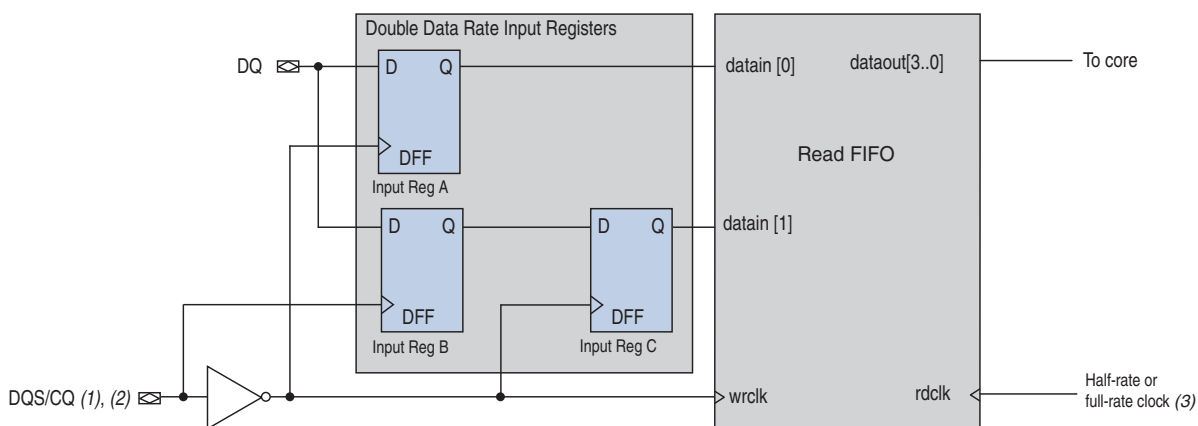 Double Data Rate Input Registers
DQ
D Q
DFF
Input Reg A
datain [0]
dataout[3..0]
To core
Read FIFO
D Q
DFF
Input Reg B
D Q
DFF
Input Reg C
datain [1]
DQS/CQ (1), (2)
wrclk
rdclk
Half-rate or
full-rate clock (3)